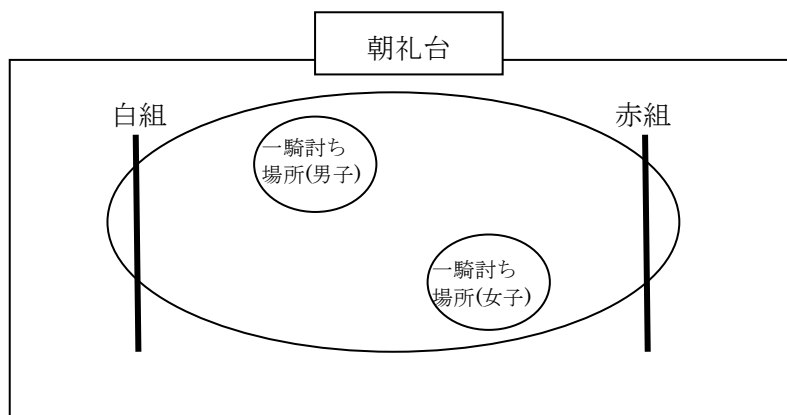 朝礼台
白組
赤組
一騎討ち
場所(男子)
一騎討ち
場所(女子)